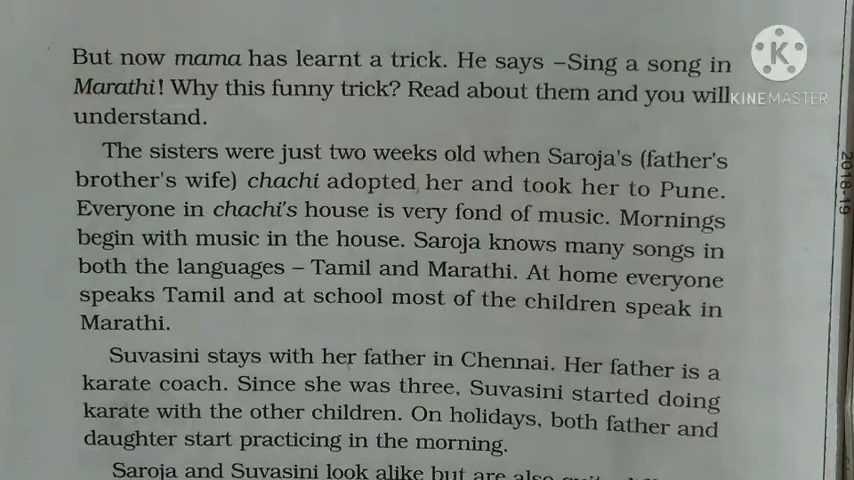 But now mama has learnt a trick. He says –Sing a song in
Marathi! Why this funny trick? Read about them and you will
understand.
The sisters were just two weeks old when Saroja's (father's
brother's wife) chachi adopted her and took her to Pune.
Everyone in chachi's house is very fond of music. Mornings
begin with music in the house. Saroja knows many songs in
both the languages – Tamil and Marathi. At home everyone
speaks Tamil and at school most of the children speak in
Marathi.
Suvasini stays with her father in Chennai. Her father is a
karate coach. Since she was three, Suvasini started doing
karate with the other children. On holidays, both father and
daughter start practicing in the morning.
Saroja and Suvasini look alike but are also
K
KINEMASTER
2018-19